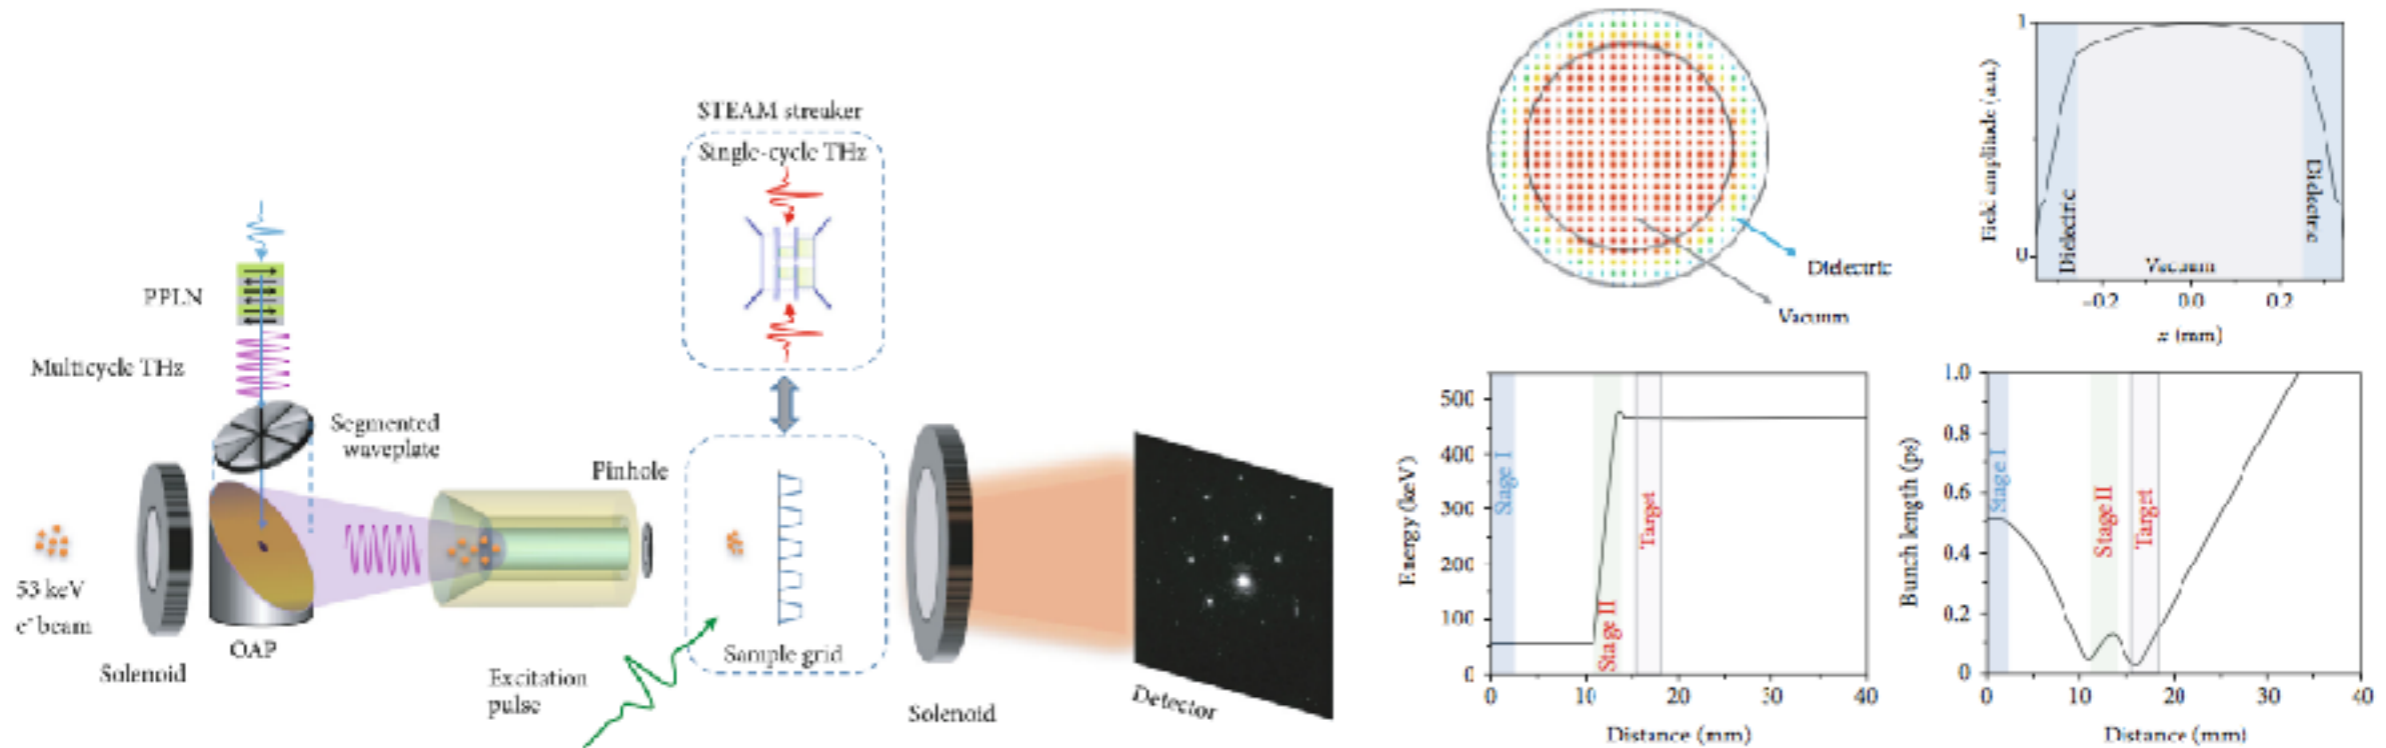 STEAM streaker
Single-cycle THz
PPLN
Multicycle THz
Segmented
waveplate
Pinhole
53 keV
e⁻ beam
Solenoid
OAP
Excitation
pulse
Sample grid
Solenoid
Detector
Dielectric
Vacuum
Field amplitude (a.u.)
1
0
Dielectric
Vacuum
Dielectric
-0.2
0.0
0.2
x (mm)
Energy (keV)
500
400
300
200
100
0
Stage I
Stage II
Target
0
10
20
30
40
Distance (mm)
Bunch length (ps)
1.0
0.8
0.6
0.4
0.2
0
Stage I
Stage II
Target
0
10
20
30
40
Distance (mm)